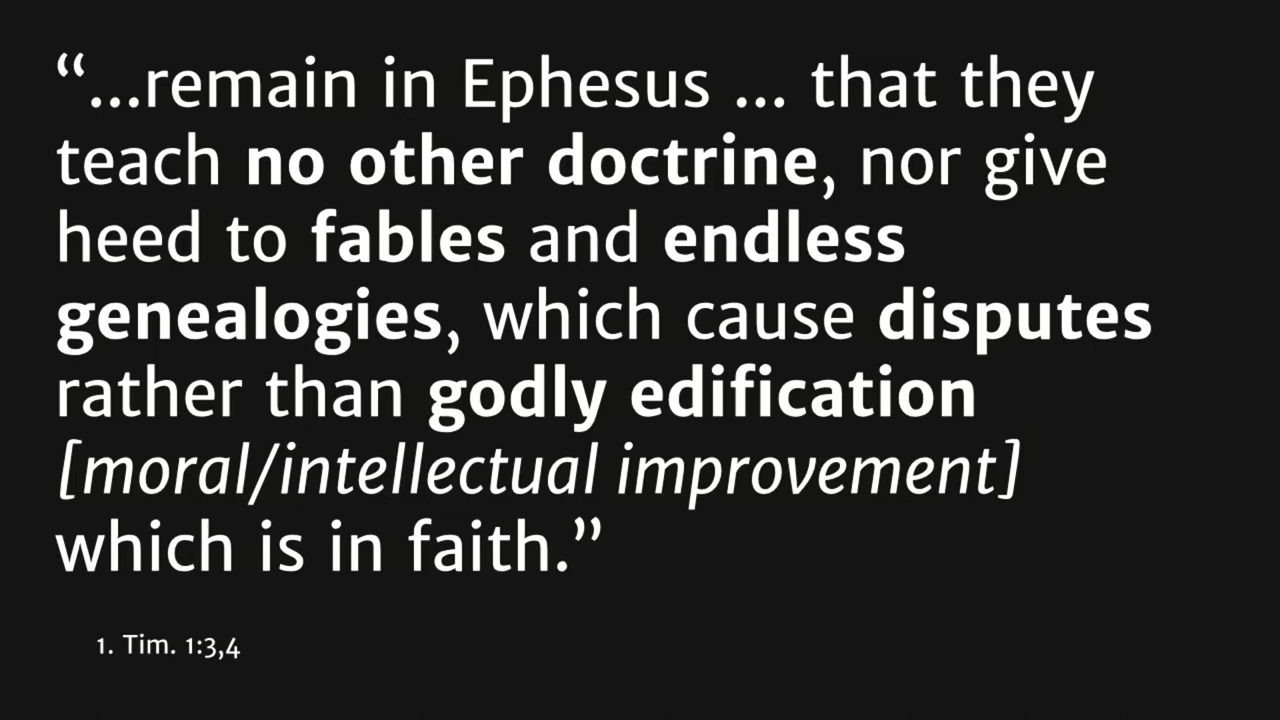 “...remain in Ephesus ... that they
teach no other doctrine, nor give
heed to fables and endless
genealogies, which cause disputes
rather than godly edification
[moral/intellectual improvement]
which is in faith.”
1. Tim. 1:3,4